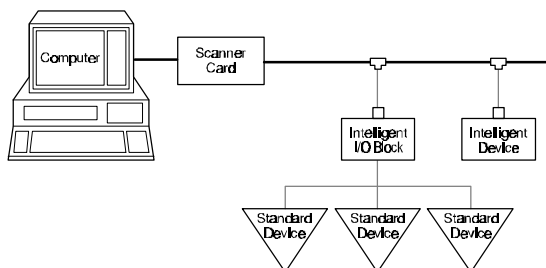 Computer
Scanner
Card
Intelligent
I/O Block
Intelligent
Device
Standard
Device
Standard
Device
Standard
Device